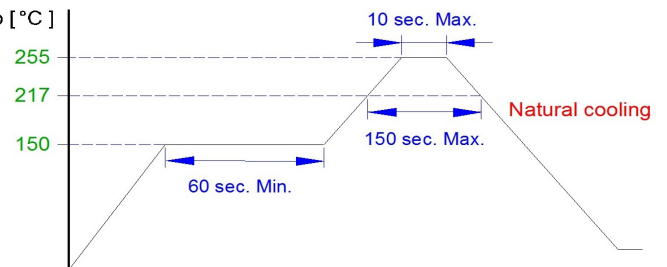 [°C]
10 sec. Max.
255
217
Natural cooling
150 sec. Max.
150
60 sec. Min.